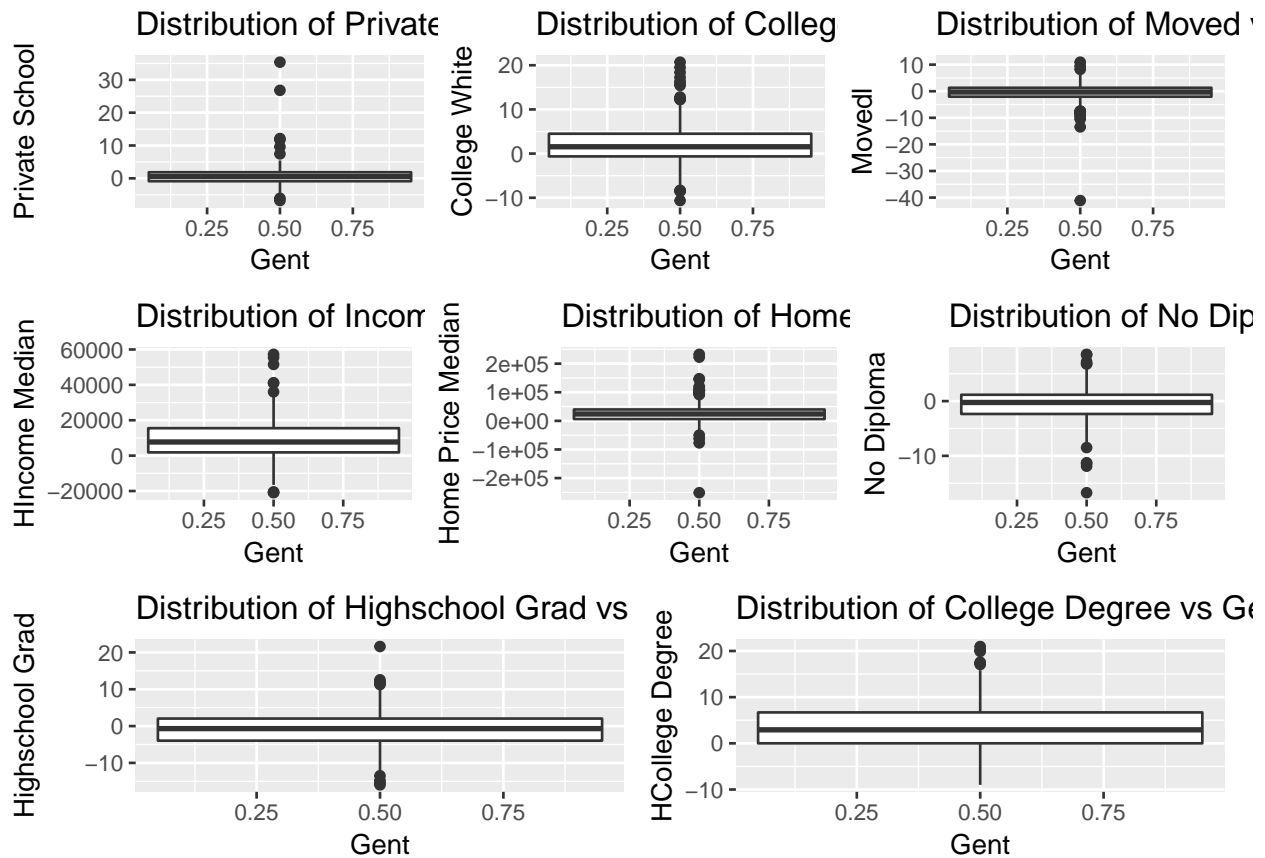 Distribution of Private
Private School
30
20
10
0
0.25 0.50 0.75
Gent
Distribution of Colleg
College White
20
10
0
−10
0.25 0.50 0.75
Gent
Distribution of Moved v
Movedl
10
0
−10
−20
−30
−40
0.25 0.50 0.75
Gent
Distribution of Incom
HIncome Median
60000
40000
20000
0
−20000
0.25 0.50 0.75
Gent
Distribution of Home
Home Price Median
2e+05
1e+05
0e+00
−1e+05
−2e+05
0.25 0.50 0.75
Gent
Distribution of No Dip
No Diploma
0
−10
0.25 0.50 0.75
Gent
Distribution of Highschool Grad vs
Highschool Grad
20
10
0
−10
0.25 0.50 0.75
Gent
Distribution of College Degree vs Ge
HCollege Degree
20
10
0
−10
0.25 0.50 0.75
Gent